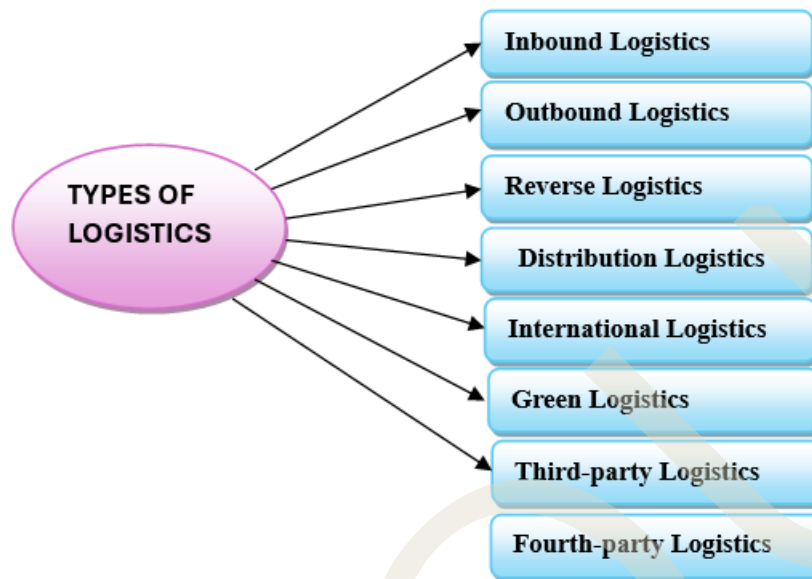 TYPES OF
LOGISTICS
Inbound Logistics
Outbound Logistics
Reverse Logistics
Distribution Logistics
International Logistics
Green Logistics
Third-party Logistics
Fourth-party Logistics